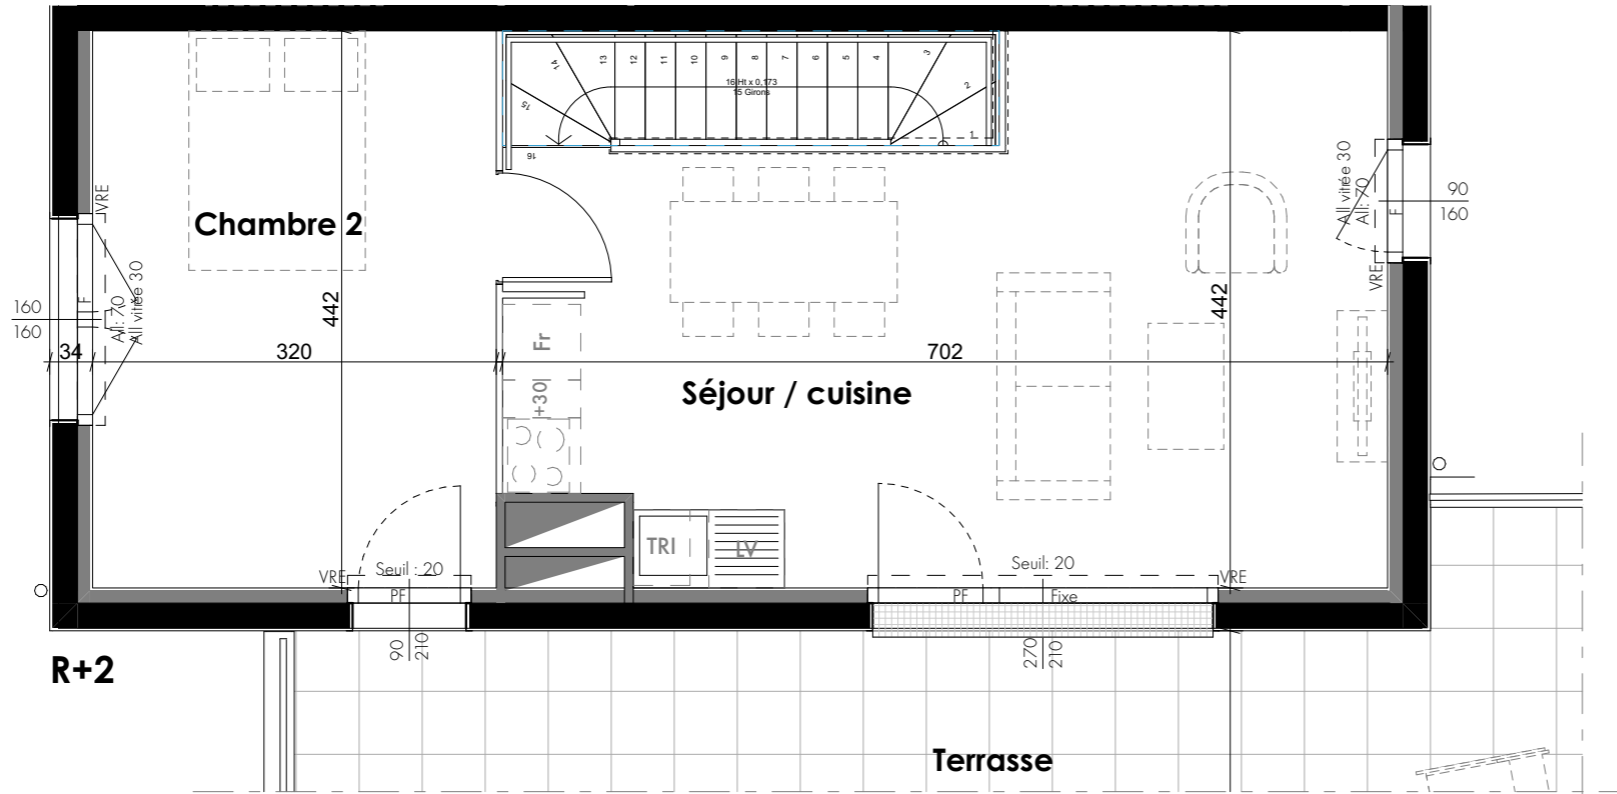 14
13
12
11
10
9
8
7
6
5
4
3
2
1
15
16
16 Ht x 0,173
15 Girons
Chambre 2
VRE
F
All: 70
All vitrée 30
160
160
34
320
442
Fr
+30
Séjour / cuisine
702
442
All vitrée 30
All: 70
F
VRE
90
160
TRI
LV
VRE
Seuil : 20
PF
90
210
Seuil: 20
PF
Fixe
VRE
270
210
R+2
Terrasse